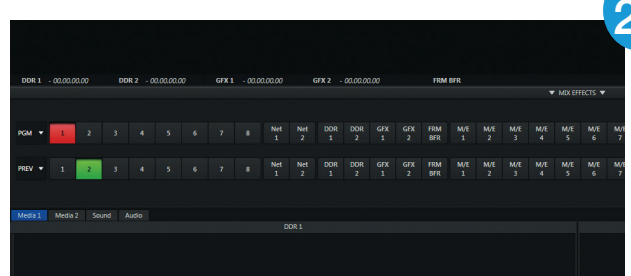 2
DDR 1 - 00.00.00.00 DDR 2 - 00.00.00.00 GFX 1 - 00.00.00.00 GFX 2 - 00.00.00.00 FRM BFR
▼ MIX EFFECTS ▼
PGM ▼ 1 2 3 4 5 6 7 8 Net 1 Net 2 DDR 1 DDR 2 GFX 1 GFX 2 FRM BFR M/E 1 M/E 2 M/E 3 M/E 4 M/E 5 M/E 6 M/E 7
PREV ▼ 1 2 3 4 5 6 7 8 Net 1 Net 2 DDR 1 DDR 2 GFX 1 GFX 2 FRM BFR M/E 1 M/E 2 M/E 3 M/E 4 M/E 5 M/E 6 M/E 7
Media 1 Media 2 Sound Audio
DDR 1